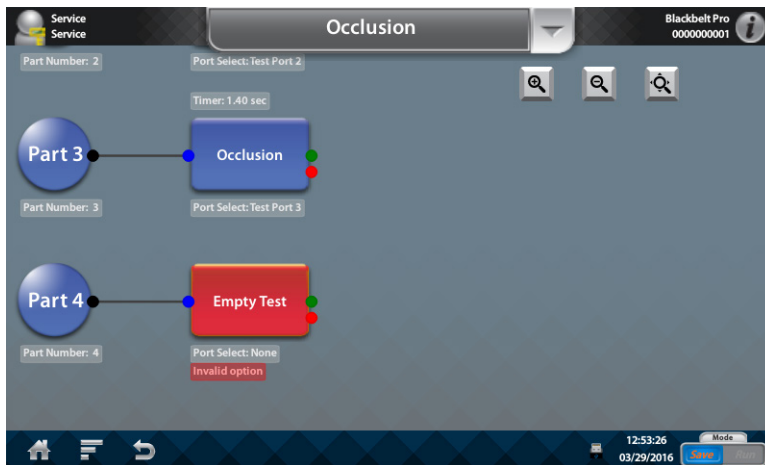 Service
Service
Occlusion
Blackbelt Pro
0000000001
i
Part Number: 2
Port Select: Test Port 2
Timer: 1.40 sec
Part 3
Occlusion
Part Number: 3
Port Select: Test Port 3
Part 4
Empty Test
Part Number: 4
Port Select: None
Invalid option
12:53:26
03/29/2016
Mode
Save
Run